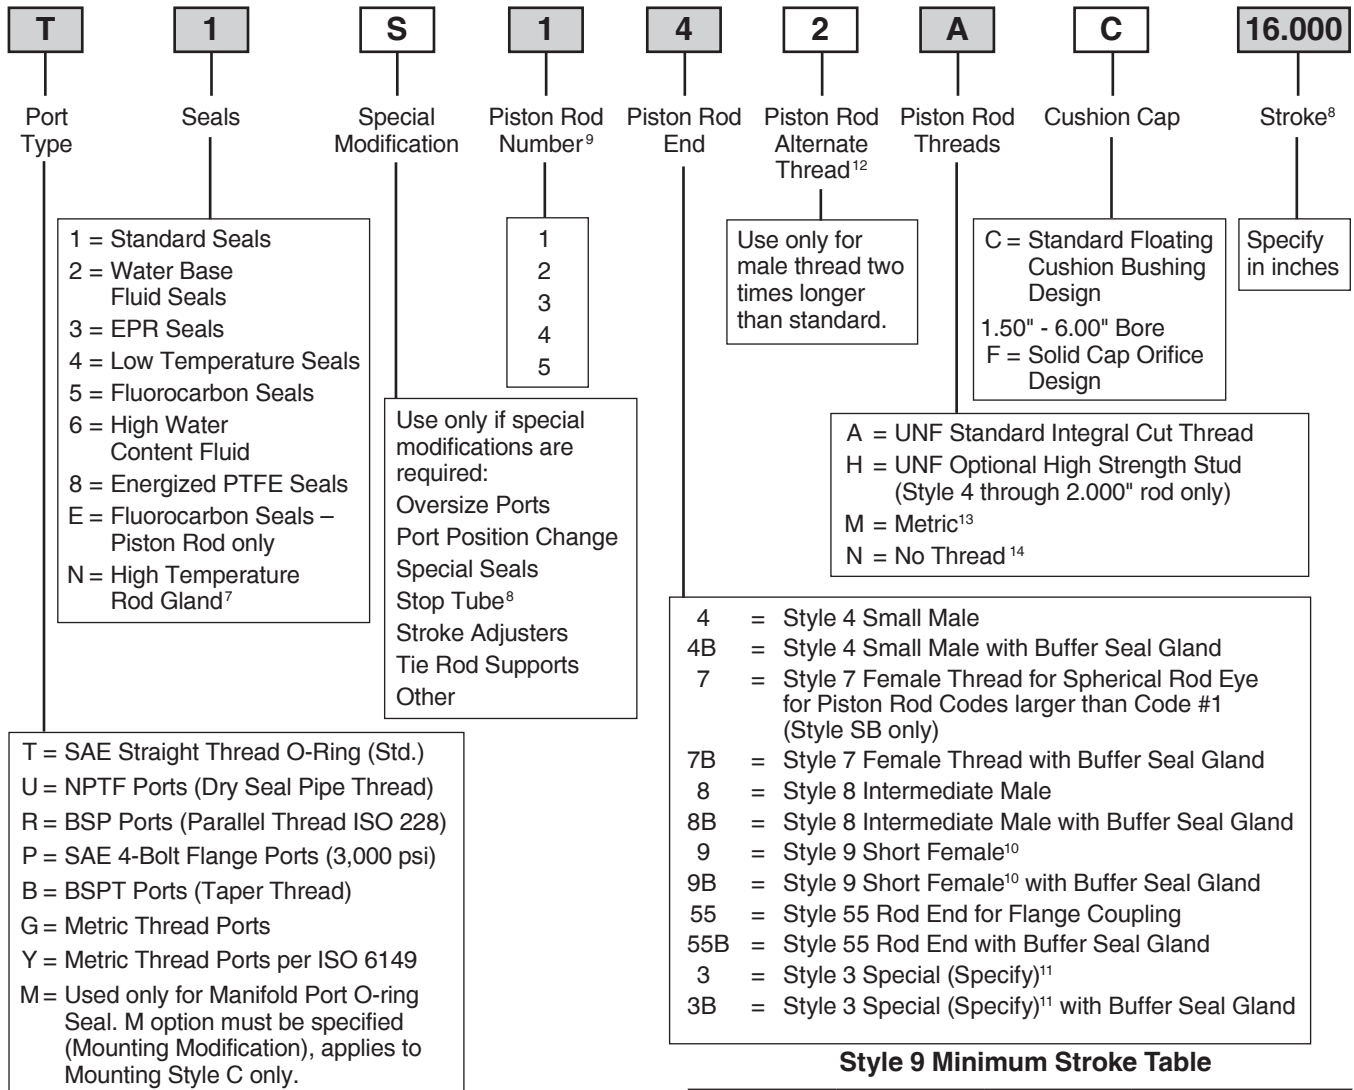 T 1 S 1 4 2 A C 16.000
Port
Type
Seals
Special
Modification
Piston Rod
Number⁹
Piston Rod
End
Piston Rod
Alternate
Thread¹²
Piston Rod
Threads
Cushion Cap
Stroke⁸
1 = Standard Seals
2 = Water Base
Fluid Seals
3 = EPR Seals
4 = Low Temperature Seals
5 = Fluorocarbon Seals
6 = High Water
Content Fluid
8 = Energized PTFE Seals
E = Fluorocarbon Seals –
Piston Rod only
N = High Temperature
Rod Gland⁷
1
2
3
4
5
Use only for
male thread two
times longer
than standard.
C = Standard Floating
Cushion Bushing
Design
1.50" - 6.00" Bore
F = Solid Cap Orifice
Design
Specify
in inches
Use only if special
modifications are
required:
Oversize Ports
Port Position Change
Special Seals
Stop Tube⁸
Stroke Adjusters
Tie Rod Supports
Other
A = UNF Standard Integral Cut Thread
H = UNF Optional High Strength Stud
(Style 4 through 2.000" rod only)
M = Metric¹³
N = No Thread ¹⁴
4 = Style 4 Small Male
4B = Style 4 Small Male with Buffer Seal Gland
7 = Style 7 Female Thread for Spherical Rod Eye
for Piston Rod Codes larger than Code #1
(Style SB only)
7B = Style 7 Female Thread with Buffer Seal Gland
8 = Style 8 Intermediate Male
8B = Style 8 Intermediate Male with Buffer Seal Gland
9 = Style 9 Short Female¹⁰
9B = Style 9 Short Female¹⁰ with Buffer Seal Gland
55 = Style 55 Rod End for Flange Coupling
55B = Style 55 Rod End with Buffer Seal Gland
3 = Style 3 Special (Specify)¹¹
3B = Style 3 Special (Specify)¹¹ with Buffer Seal Gland
T = SAE Straight Thread O-Ring (Std.)
U = NPTF Ports (Dry Seal Pipe Thread)
R = BSP Ports (Parallel Thread ISO 228)
P = SAE 4-Bolt Flange Ports (3,000 psi)
B = BSPT Ports (Taper Thread)
G = Metric Thread Ports
Y = Metric Thread Ports per ISO 6149
M = Used only for Manifold Port O-ring
Seal. M option must be specified
(Mounting Modification), applies to
Mounting Style C only.
Style 9 Minimum Stroke Table